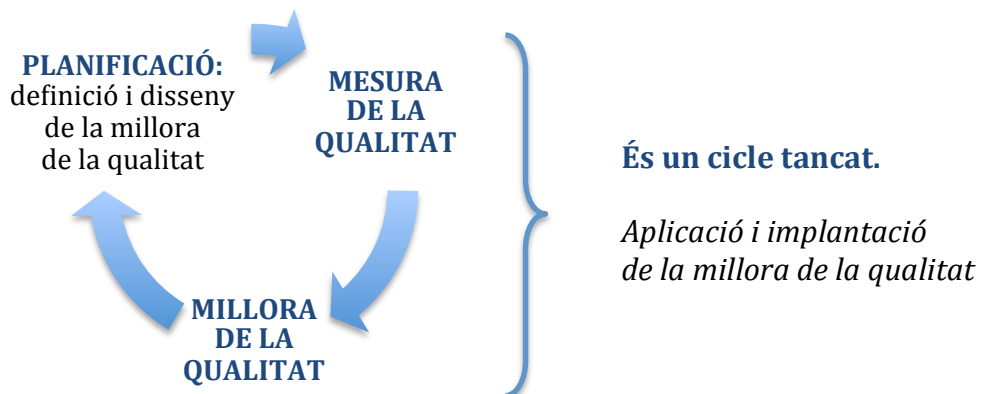 PLANIFICACIÓ:
definició i disseny
de la millora
de la qualitat
MESURA
DE LA
QUALITAT
MILLORA
DE LA
QUALITAT
És un cicle tancat.
Aplicació i implantació
de la millora de la qualitat